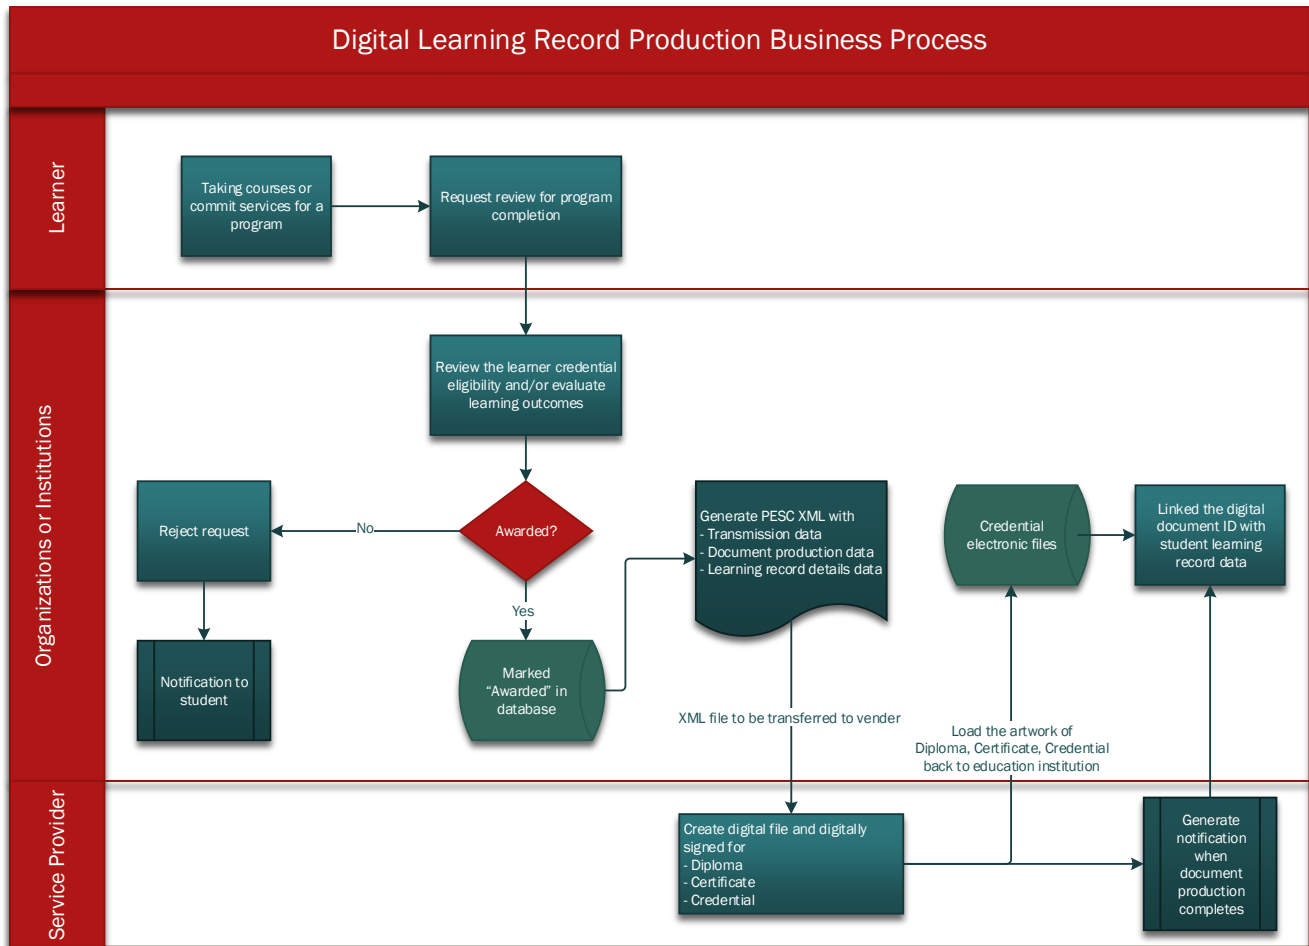 Digital Learning Record Production Business Process
Learner
Taking courses or
commit services for a
program
Request review for program
completion
Organizations or Institutions
Review the learner credential
eligibility and/or evaluate
learning outcomes
Awarded?
No
Reject request
Notification to
student
Yes
Marked
“Awarded” in
database
Generate PESC XML with
- Transmission data
- Document production data
- Learning record details data
XML file to be transferred to vender
Credential
electronic files
Linked the digital
document ID with
student learning
record data
Load the artwork of
Diploma, Certificate, Credential
back to education institution
Service Provider
Create digital file and digitally
signed for
- Diploma
- Certificate
- Credential
Generate
notification
when
document
production
completes